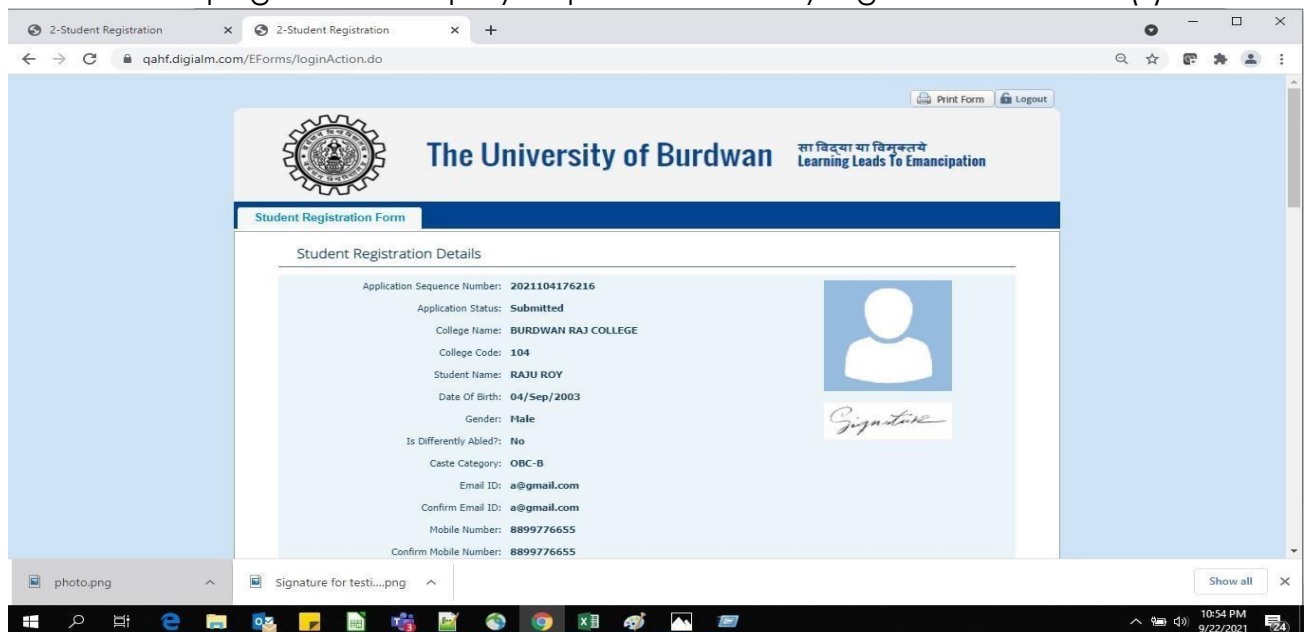 2-Student Registration
2-Student Registration
qahf.digialm.com/EForms/loginAction.do
Print Form
Logout
The University of Burdwan
सा विद्या या विमुक्तये
Learning Leads To Emancipation
Student Registration Form
Student Registration Details
Application Sequence Number: 2021104176216
Application Status: Submitted
College Name: BURDWAN RAJ COLLEGE
College Code: 104
Student Name: RAJU ROY
Date Of Birth: 04/Sep/2003
Gender: Male
Signature
Is Differently Abled?: No
Caste Category: OBC-B
Email ID: a@gmail.com
Confirm Email ID: a@gmail.com
Mobile Number: 8899776655
Confirm Mobile Number: 8899776655
photo.png
Signature for testi....png
Show all
10:54 PM
9/22/2021
24